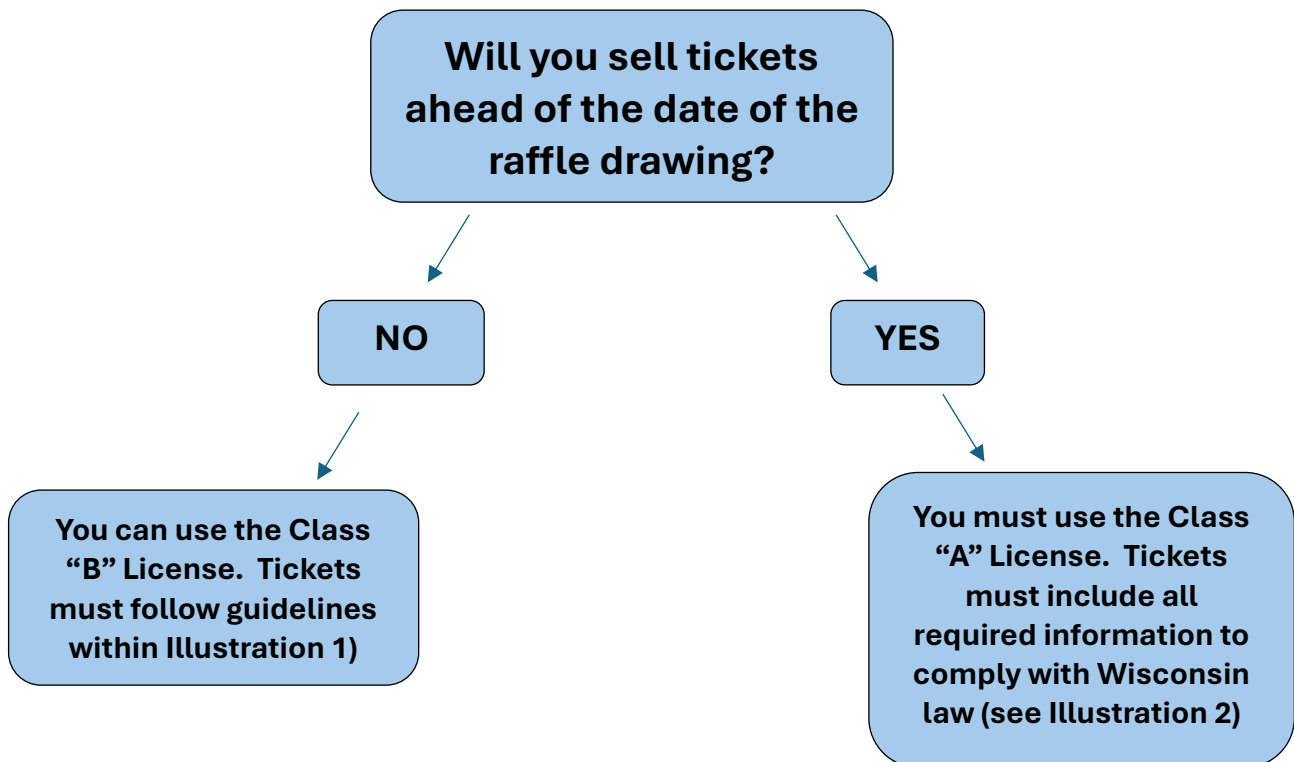 Will you sell tickets
ahead of the date of the
raffle drawing?
NO
YES
You can use the Class
“B” License.  Tickets
must follow guidelines
within Illustration 1)
You must use the Class
“A” License.  Tickets
must include all
required information to
comply with Wisconsin
law (see Illustration 2)